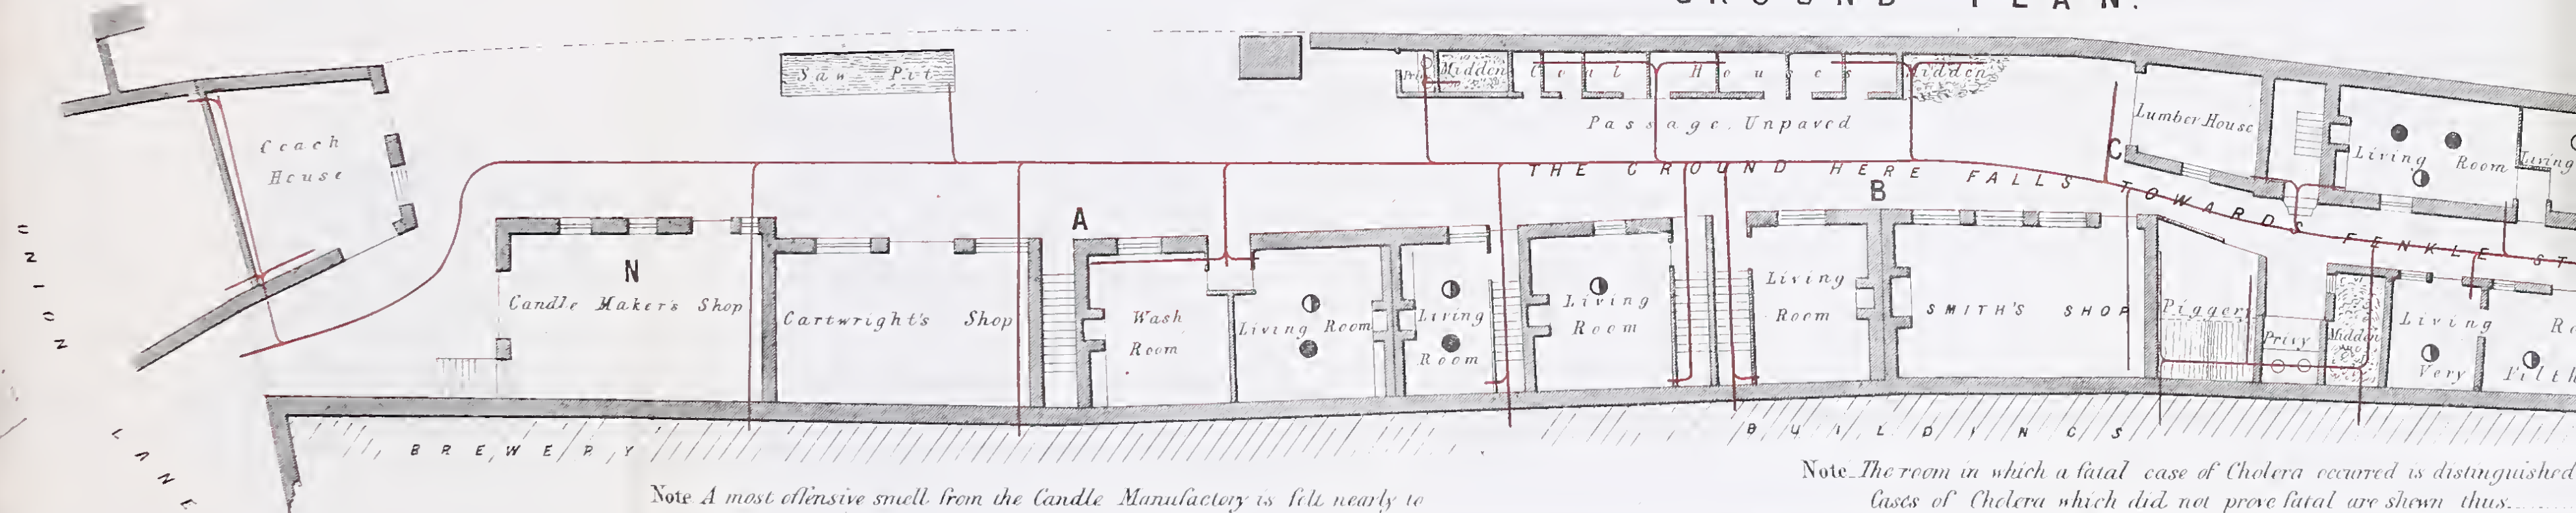 GROUND PLAN.
Saw Pit
Midden
Coal Houses
Midden
Passage Unpaved
Coach
House
Lumber House
Living Room
Living
THE GROUND HERE FALLS TOWARDS FENKLE ST
A
B
C
N
Candle Maker's Shop
Cartwright's Shop
Wash
Room
Living Room
Living
Room
Living
Room
Living
Room
SMITH'S SHOP
Piggery
Privy
Midden
Living
Very Filth
UNION LANE
BREWERY BUILDINGS
Note A most offensive smell from the Candle Manufactory is felt nearly to
Note The room in which a fatal case of Cholera occurred is distinguished
Cases of Cholera which did not prove fatal are shewn thus